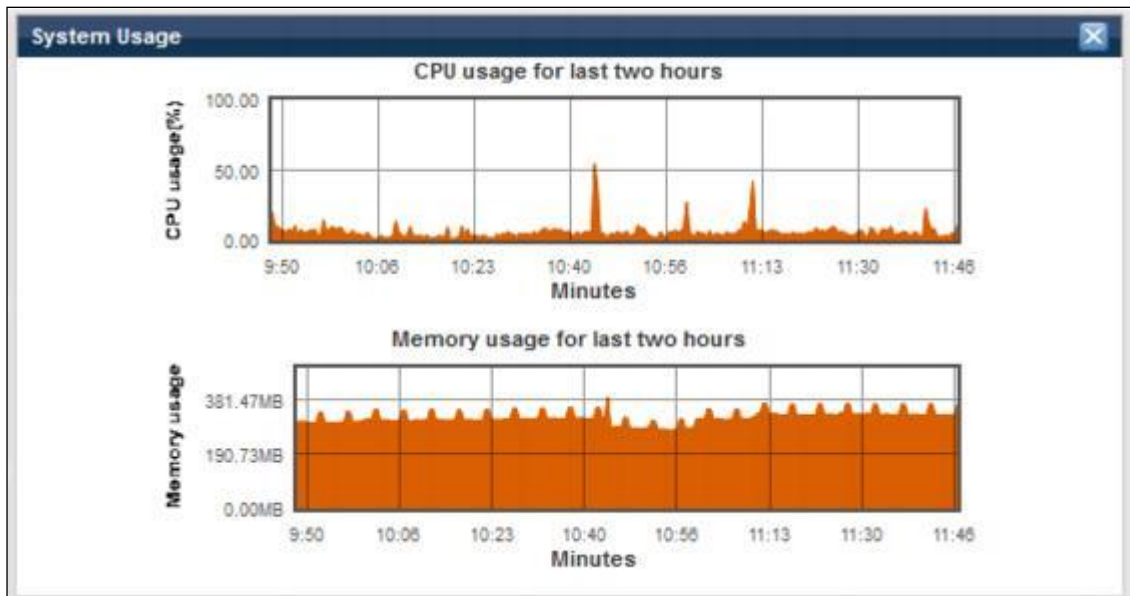 System Usage
CPU usage for last two hours
CPU usage(%)
100.00
50.00
0.00
9:50 10:06 10:23 10:40 10:56 11:13 11:30 11:46
Minutes
Memory usage for last two hours
Memory usage
381.47MB
190.73MB
0.00MB
9:50 10:06 10:23 10:40 10:56 11:13 11:30 11:46
Minutes